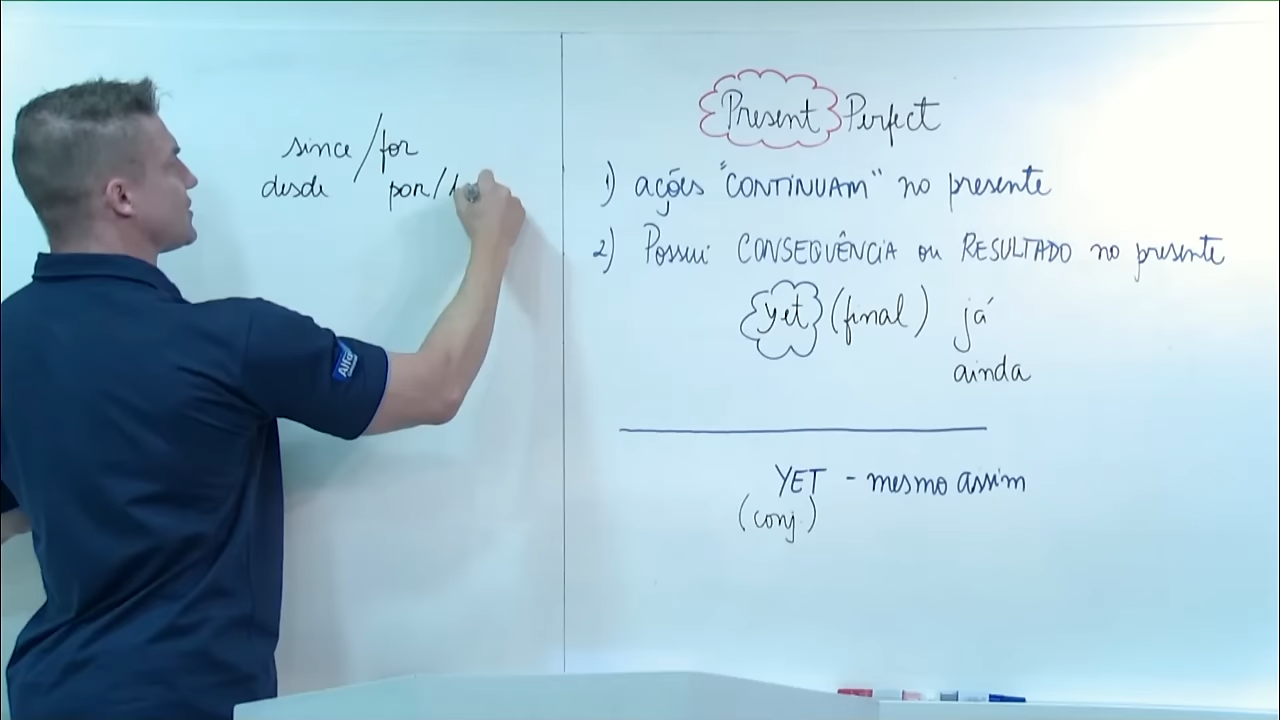 since / for
desde por /
Present Perfect
1) ações "CONTINUAM" no presente
2) Possui CONSEQUÊNCIA ou RESULTADO no presente
yet (final) já
ainda
YET - mesmo assim
(conj.)